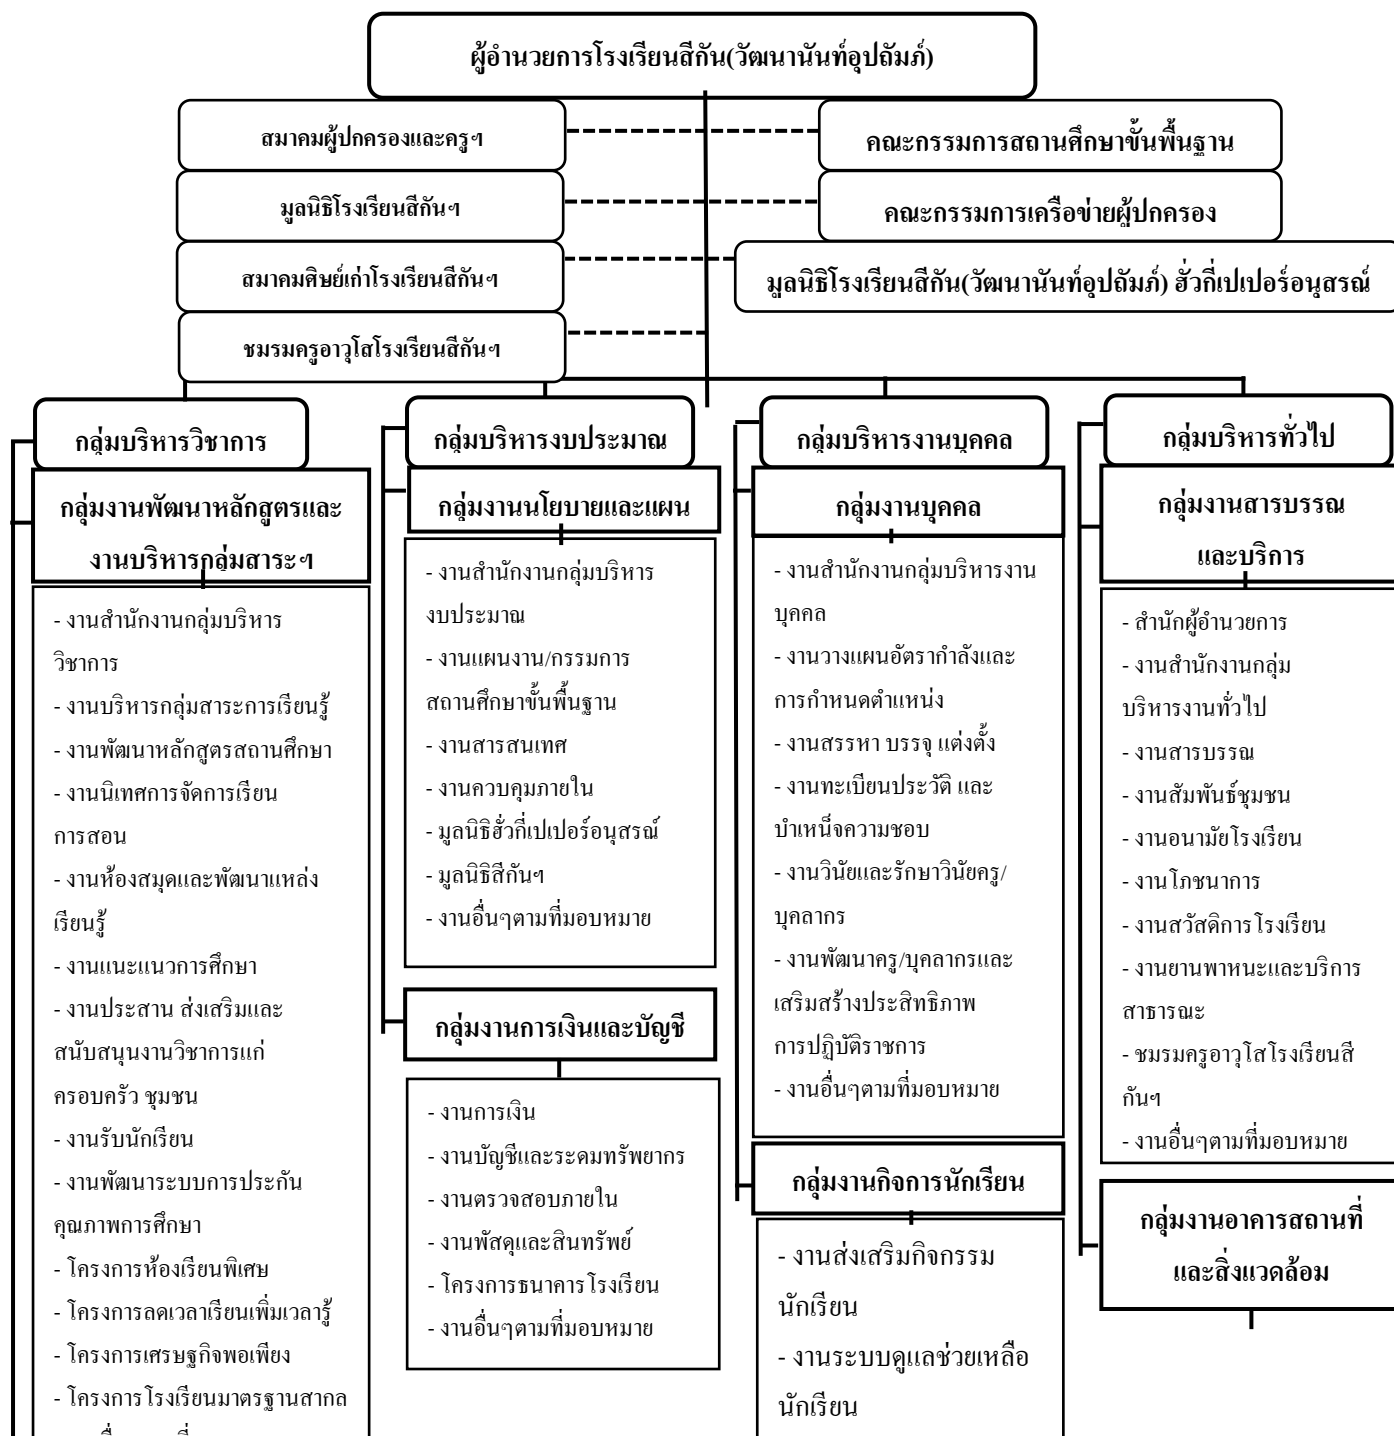 ผู้อำนวยการโรงเรียนสีกัน(วัฒนานันท์อุปถัมภ์)
สมาคมผู้ปกครองและครูฯ
คณะกรรมการสถานศึกษาขั้นพื้นฐาน
มูลนิธิโรงเรียนสีกันฯ
คณะกรรมการเครือข่ายผู้ปกครอง
สมาคมศิษย์เก่าโรงเรียนสีกันฯ
มูลนิธิโรงเรียนสีกัน(วัฒนานันท์อุปถัมภ์) ฮั่วกี่เปเปอร์อนุสรณ์
ชมรมครูอาวุโสโรงเรียนสีกันฯ
กลุ่มบริหารวิชาการ
กลุ่มงานพัฒนาหลักสูตรและ
งานบริหารกลุ่มสาระฯ
- งานสำนักงานกลุ่มบริหาร
วิชาการ
- งานบริหารกลุ่มสาระการเรียนรู้
- งานพัฒนาหลักสูตรสถานศึกษา
- งานนิเทศการจัดการเรียน
การสอน
- งานห้องสมุดและพัฒนาแหล่ง
เรียนรู้
- งานแนะแนวการศึกษา
- งานประสาน ส่งเสริมและ
สนับสนุนงานวิชาการแก่
ครอบครัว ชุมชน
- งานรับนักเรียน
- งานพัฒนาระบบการประกัน
คุณภาพการศึกษา
- โครงการห้องเรียนพิเศษ
- โครงการลดเวลาเรียนเพิ่มเวลารู้
- โครงการเศรษฐกิจพอเพียง
- โครงการโรงเรียนมาตรฐานสากล
กลุ่มบริหารงบประมาณ
กลุ่มงานนโยบายและแผน
- งานสำนักงานกลุ่มบริหาร
งบประมาณ
- งานแผนงาน/กรรมการ
สถานศึกษาขั้นพื้นฐาน
- งานสารสนเทศ
- งานควบคุมภายใน
- มูลนิธิฮั่วกี่เปเปอร์อนุสรณ์
- มูลนิธิสีกันฯ
- งานอื่นๆตามที่มอบหมาย
กลุ่มงานการเงินและบัญชี
- งานการเงิน
- งานบัญชีและระดมทรัพยากร
- งานตรวจสอบภายใน
- งานพัสดุและสินทรัพย์
- โครงการธนาคารโรงเรียน
- งานอื่นๆตามที่มอบหมาย
กลุ่มบริหารงานบุคคล
กลุ่มงานบุคคล
- งานสำนักงานกลุ่มบริหารงาน
บุคคล
- งานวางแผนอัตรากำลังและ
การกำหนดตำแหน่ง
- งานสรรหา บรรจุ แต่งตั้ง
- งานทะเบียนประวัติ และ
บำเหน็จความชอบ
- งานวินัยและรักษาวินัยครู/
บุคลากร
- งานพัฒนาครู/บุคลากรและ
เสริมสร้างประสิทธิภาพ
การปฏิบัติราชการ
- งานอื่นๆตามที่มอบหมาย
กลุ่มงานกิจการนักเรียน
- งานส่งเสริมกิจกรรม
นักเรียน
- งานระบบดูแลช่วยเหลือ
นักเรียน
กลุ่มบริหารทั่วไป
กลุ่มงานสารบรรณ
และบริการ
- สำนักผู้อำนวยการ
- งานสำนักงานกลุ่ม
บริหารงานทั่วไป
- งานสารบรรณ
- งานสัมพันธ์ชุมชน
- งานอนามัยโรงเรียน
- งานโภชนาการ
- งานสวัสดิการโรงเรียน
- งานยานพาหนะและบริการ
สาธารณะ
- ชมรมครูอาวุโสโรงเรียนสี
กันฯ
- งานอื่นๆตามที่มอบหมาย
กลุ่มงานอาคารสถานที่
และสิ่งแวดล้อม